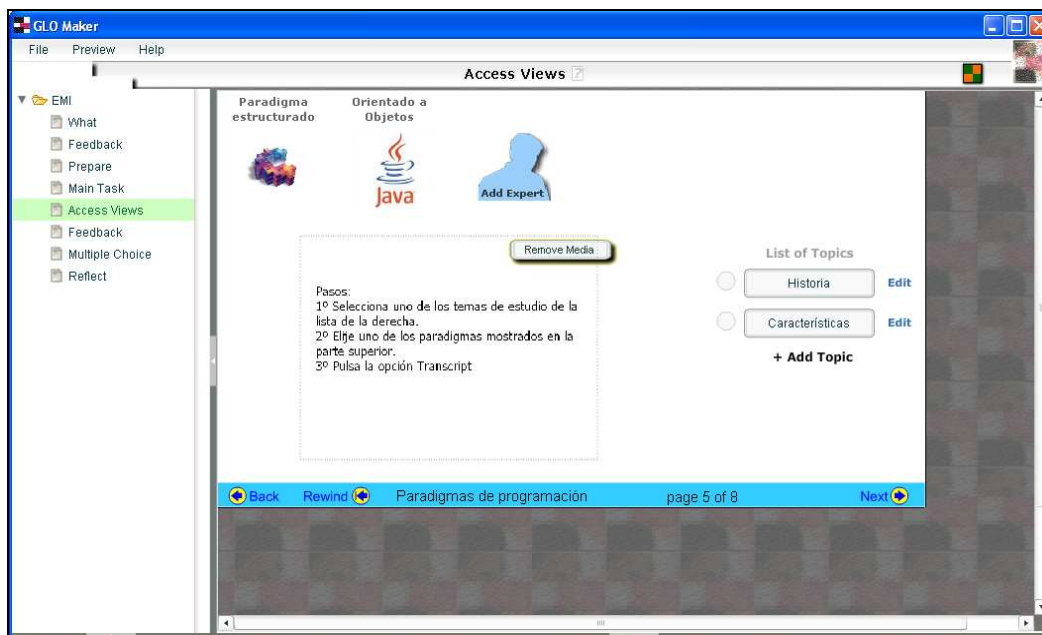 GLO Maker
File Preview Help
Access Views ?
EMI
What
Feedback
Prepare
Main Task
Access Views
Feedback
Multiple Choice
Reflect
Paradigma
estructurado
Orientado a
Objetos
Java
Add Expert
Remove Media
Pasos:
1º Selecciona uno de los temas de estudio de la
lista de la derecha.
2º Elije uno de los paradigmas mostrados en la
parte superior.
3º Pulsa la opción Transcript
List of Topics
Historia Edit
Características Edit
+ Add Topic
Back Rewind Paradigmas de programación page 5 of 8 Next